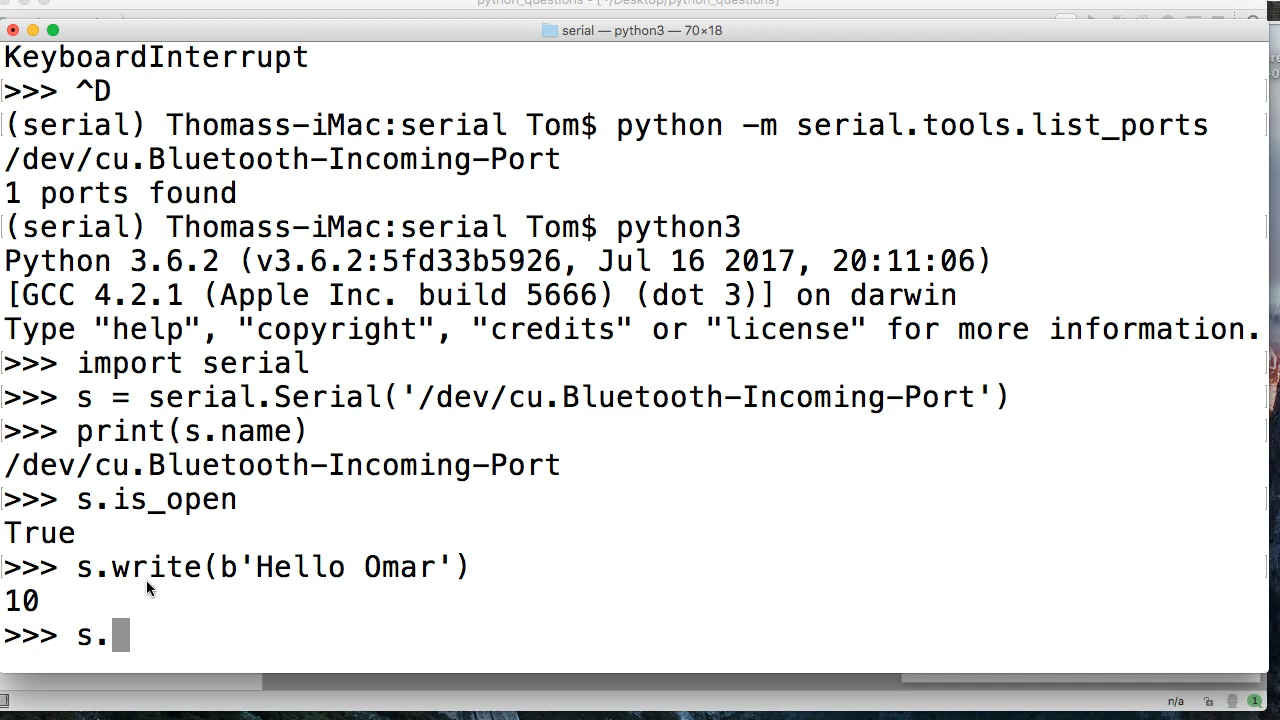 python_questions - [~/Desktop/python_questions]
serial — python3 — 70×18
KeyboardInterrupt
>>> ^D
(serial) Thomass-iMac:serial Tom$ python -m serial.tools.list_ports
/dev/cu.Bluetooth-Incoming-Port
1 ports found
(serial) Thomass-iMac:serial Tom$ python3
Python 3.6.2 (v3.6.2:5fd33b5926, Jul 16 2017, 20:11:06)
[GCC 4.2.1 (Apple Inc. build 5666) (dot 3)] on darwin
Type "help", "copyright", "credits" or "license" for more information.
>>> import serial
>>> s = serial.Serial('/dev/cu.Bluetooth-Incoming-Port')
>>> print(s.name)
/dev/cu.Bluetooth-Incoming-Port
>>> s.is_open
True
>>> s.write(b'Hello Omar')
10
>>> s.
n/a
1